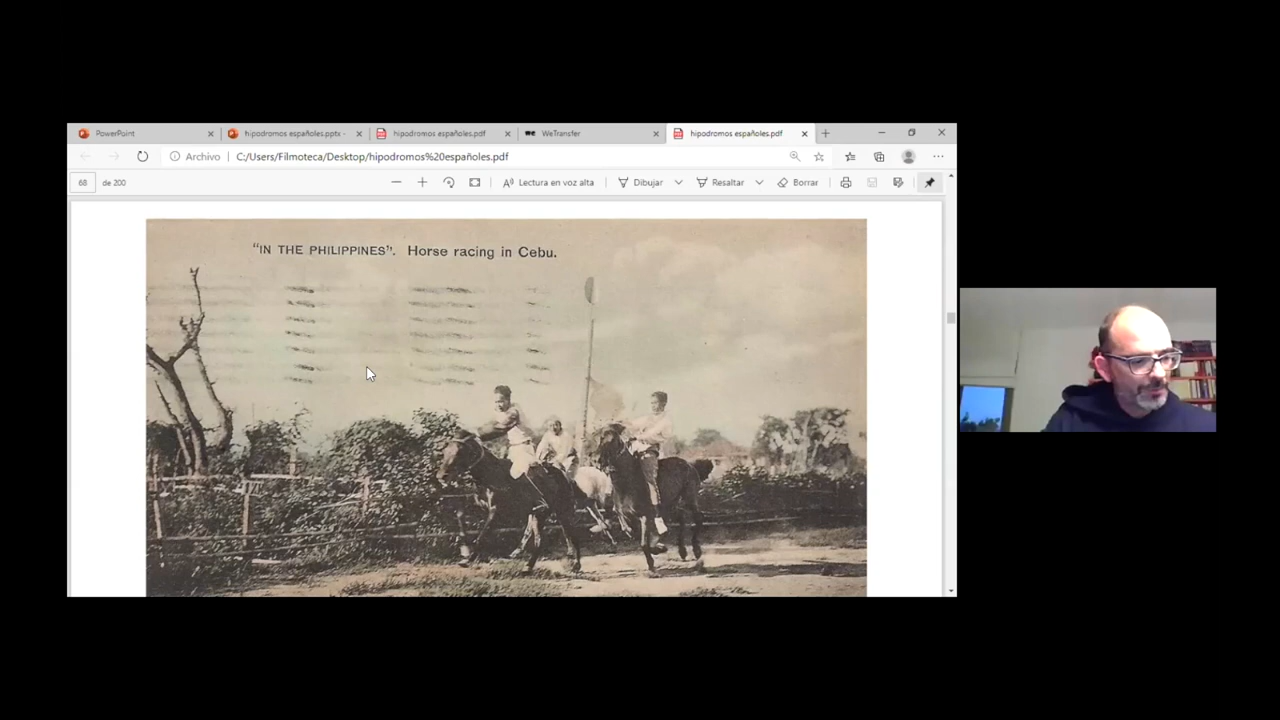 PowerPoint
hipodromos españoles.pptx -
hipodromos españoles.pdf
WeTransfer
hipodromos españoles.pdf
Archivo
C:/Users/Filmoteca/Desktop/hipodromos%20españoles.pdf
68 de 200
Lectura en voz alta
Dibujar
Resaltar
Borrar
"IN THE PHILIPPINES". Horse racing in Cebu.